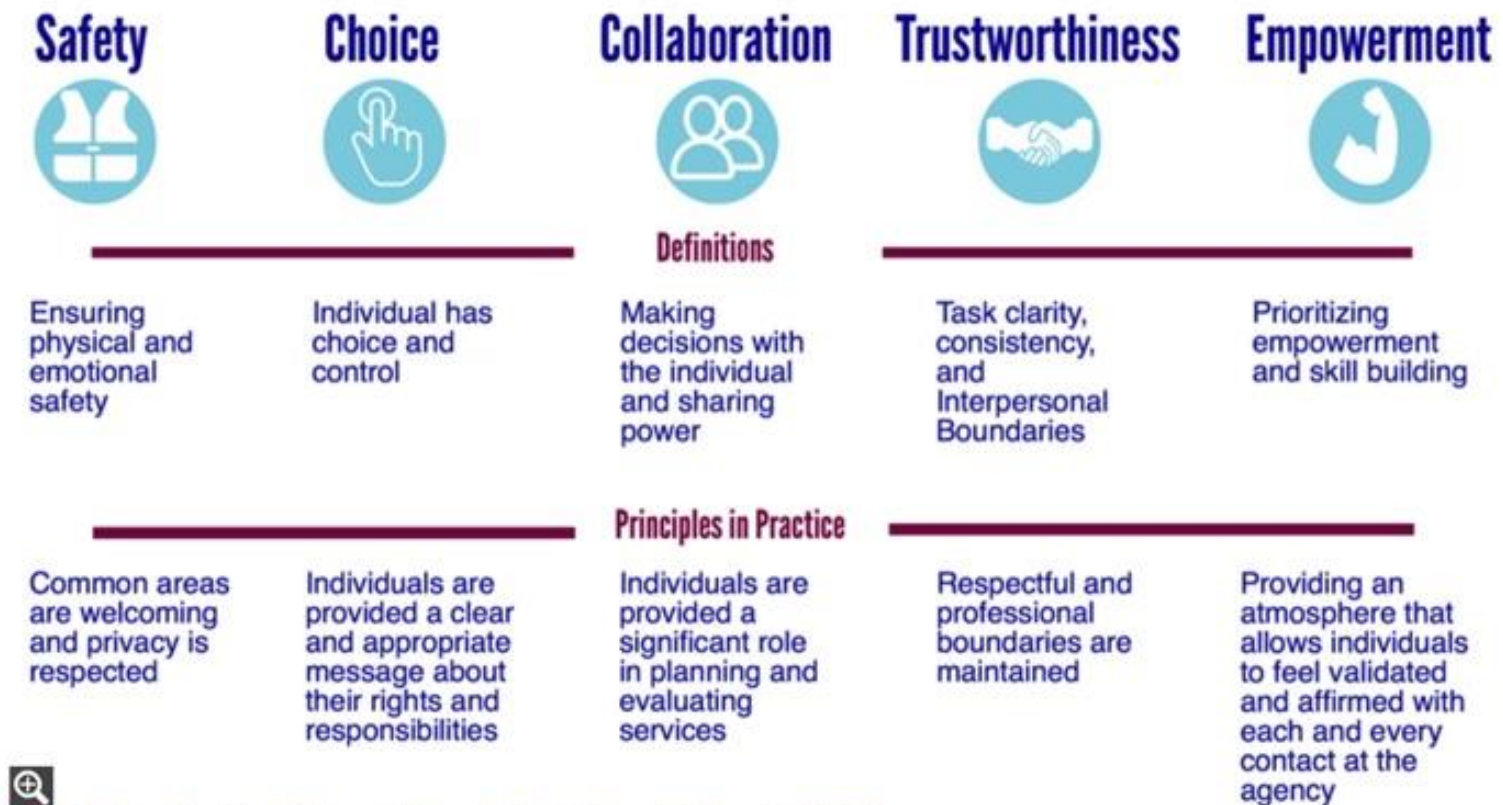 Safety
Choice
Collaboration
Trustworthiness
Empowerment
Definitions
Ensuring
physical and
emotional
safety
Individual has
choice and
control
Making
decisions with
the individual
and sharing
power
Task clarity,
consistency,
and
Interpersonal
Boundaries
Prioritizing
empowerment
and skill building
Principles in Practice
Common areas
are welcoming
and privacy is
respected
Individuals are
provided a clear
and appropriate
message about
their rights and
responsibilities
Individuals are
provided a
significant role
in planning and
evaluating
services
Respectful and
professional
boundaries are
maintained
Providing an
atmosphere that
allows individuals
to feel validated
and affirmed with
each and every
contact at the
agency